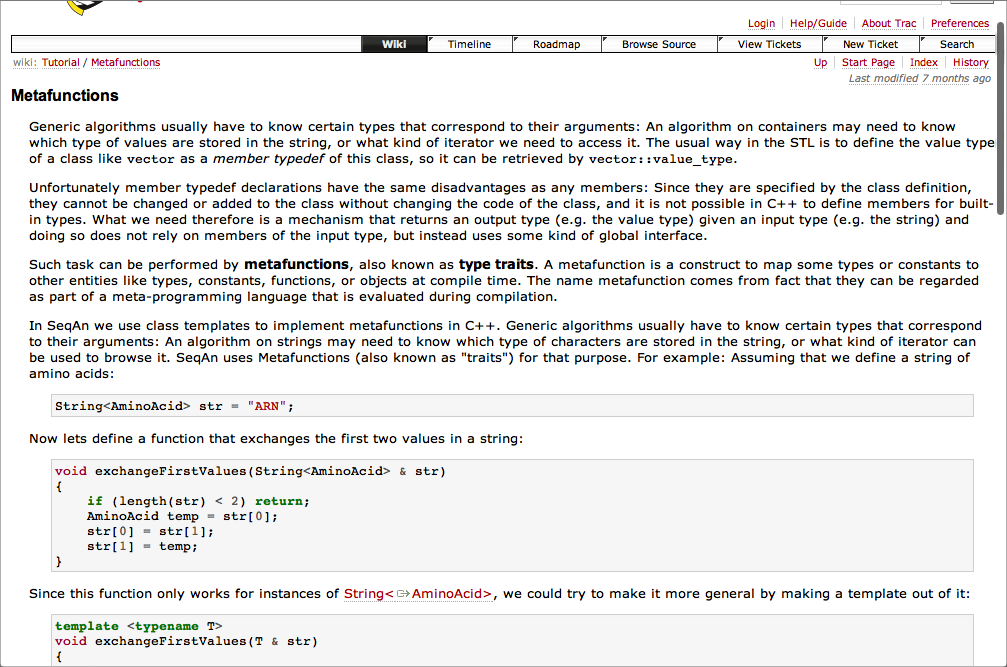 Login Help/Guide About Trac Preferences
Wiki Timeline Roadmap Browse Source View Tickets New Ticket Search
wiki: Tutorial / Metafunctions
Up Start Page Index History
Last modified 7 months ago
Metafunctions
Generic algorithms usually have to know certain types that correspond to their arguments: An algorithm on containers may need to know
which type of values are stored in the string, or what kind of iterator we need to access it. The usual way in the STL is to define the value type
of a class like vector as a member typedef of this class, so it can be retrieved by vector::value_type.
Unfortunately member typedef declarations have the same disadvantages as any members: Since they are specified by the class definition,
they cannot be changed or added to the class without changing the code of the class, and it is not possible in C++ to define members for built-
in types. What we need therefore is a mechanism that returns an output type (e.g. the value type) given an input type (e.g. the string) and
doing so does not rely on members of the input type, but instead uses some kind of global interface.
Such task can be performed by metafunctions, also known as type traits. A metafunction is a construct to map some types or constants to
other entities like types, constants, functions, or objects at compile time. The name metafunction comes from fact that they can be regarded
as part of a meta-programming language that is evaluated during compilation.
In SeqAn we use class templates to implement metafunctions in C++. Generic algorithms usually have to know certain types that correspond
to their arguments: An algorithm on strings may need to know which type of characters are stored in the string, or what kind of iterator can
be used to browse it. SeqAn uses Metafunctions (also known as "traits") for that purpose. For example: Assuming that we define a string of
amino acids:
String<AminoAcid> str = "ARN";
Now lets define a function that exchanges the first two values in a string:
void exchangeFirstValues(String<AminoAcid> & str)
{
if (length(str) < 2) return;
AminoAcid temp = str[0];
str[0] = str[1];
str[1] = temp;
}
Since this function only works for instances of String<AminoAcid>, we could try to make it more general by making a template out of it:
template <typename T>
void exchangeFirstValues(T & str)
{